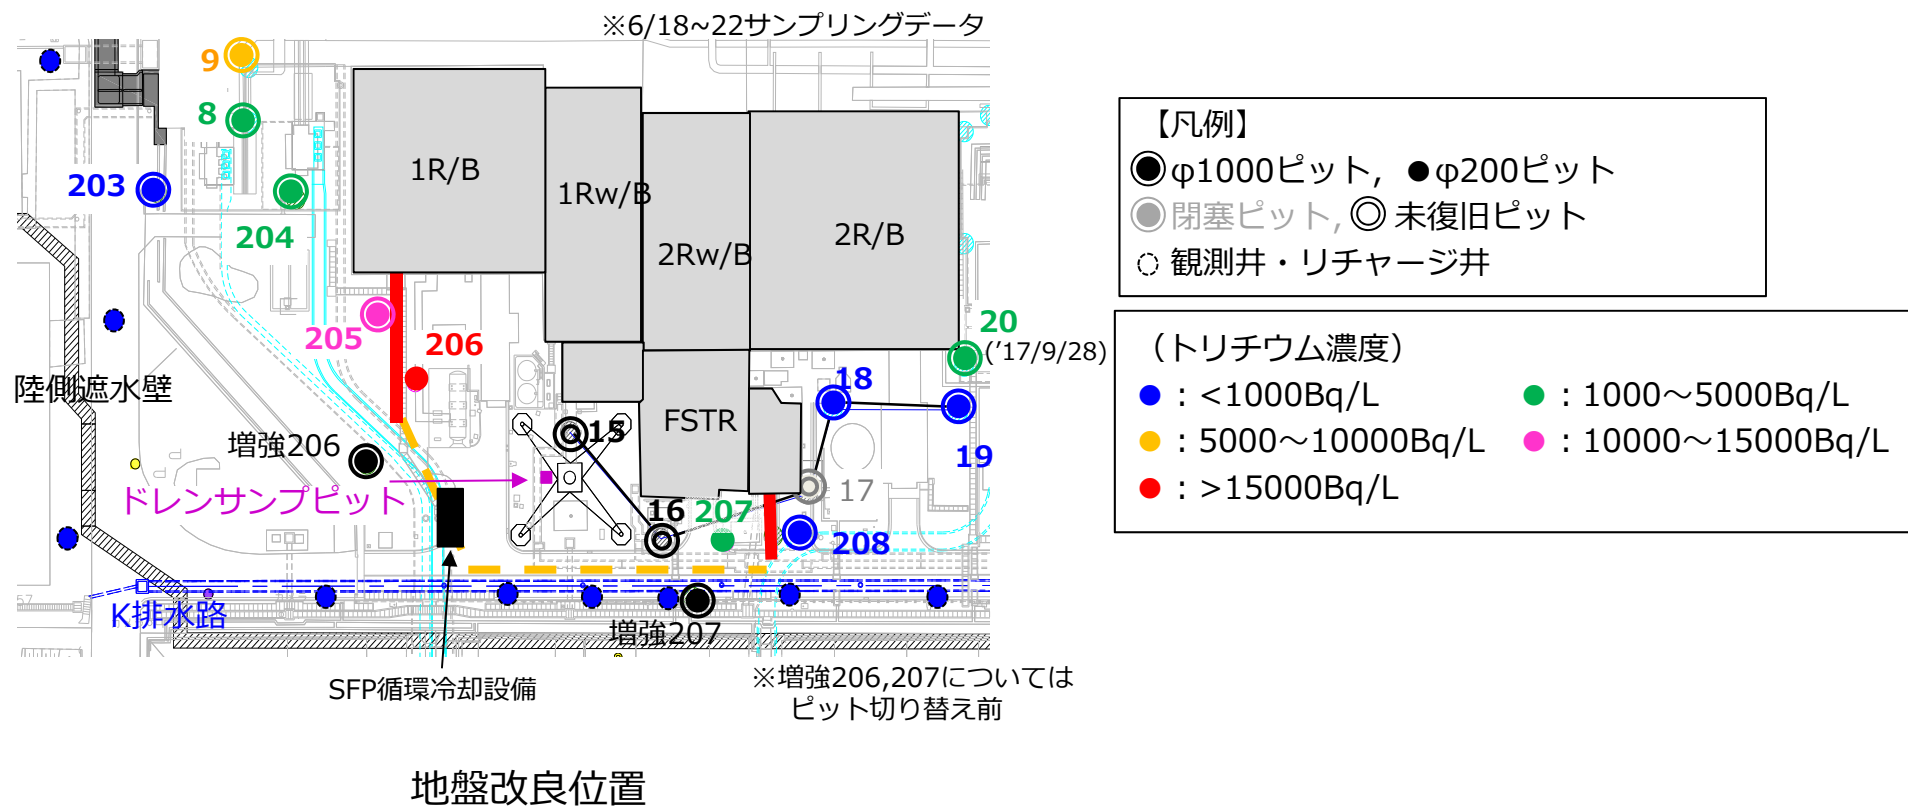 ※6/18~22サンプリングデータ
9
8
203
204
1R/B
1Rw/B
2Rw/B
2R/B
205
206
20
('17/9/28)
18
陸側遮水壁
FSTR
15
増強206
19
ドレンサンプピット
17
16
207
208
K排水路
増強207
SFP循環冷却設備
※増強206,207については
ピット切り替え前
地盤改良位置
【凡例】
φ1000ピット, φ200ピット
閉塞ピット, 未復旧ピット
観測井・リチャージ井
（トリチウム濃度）
：<1000Bq/L
：1000～5000Bq/L
：5000～10000Bq/L
：10000～15000Bq/L
：>15000Bq/L